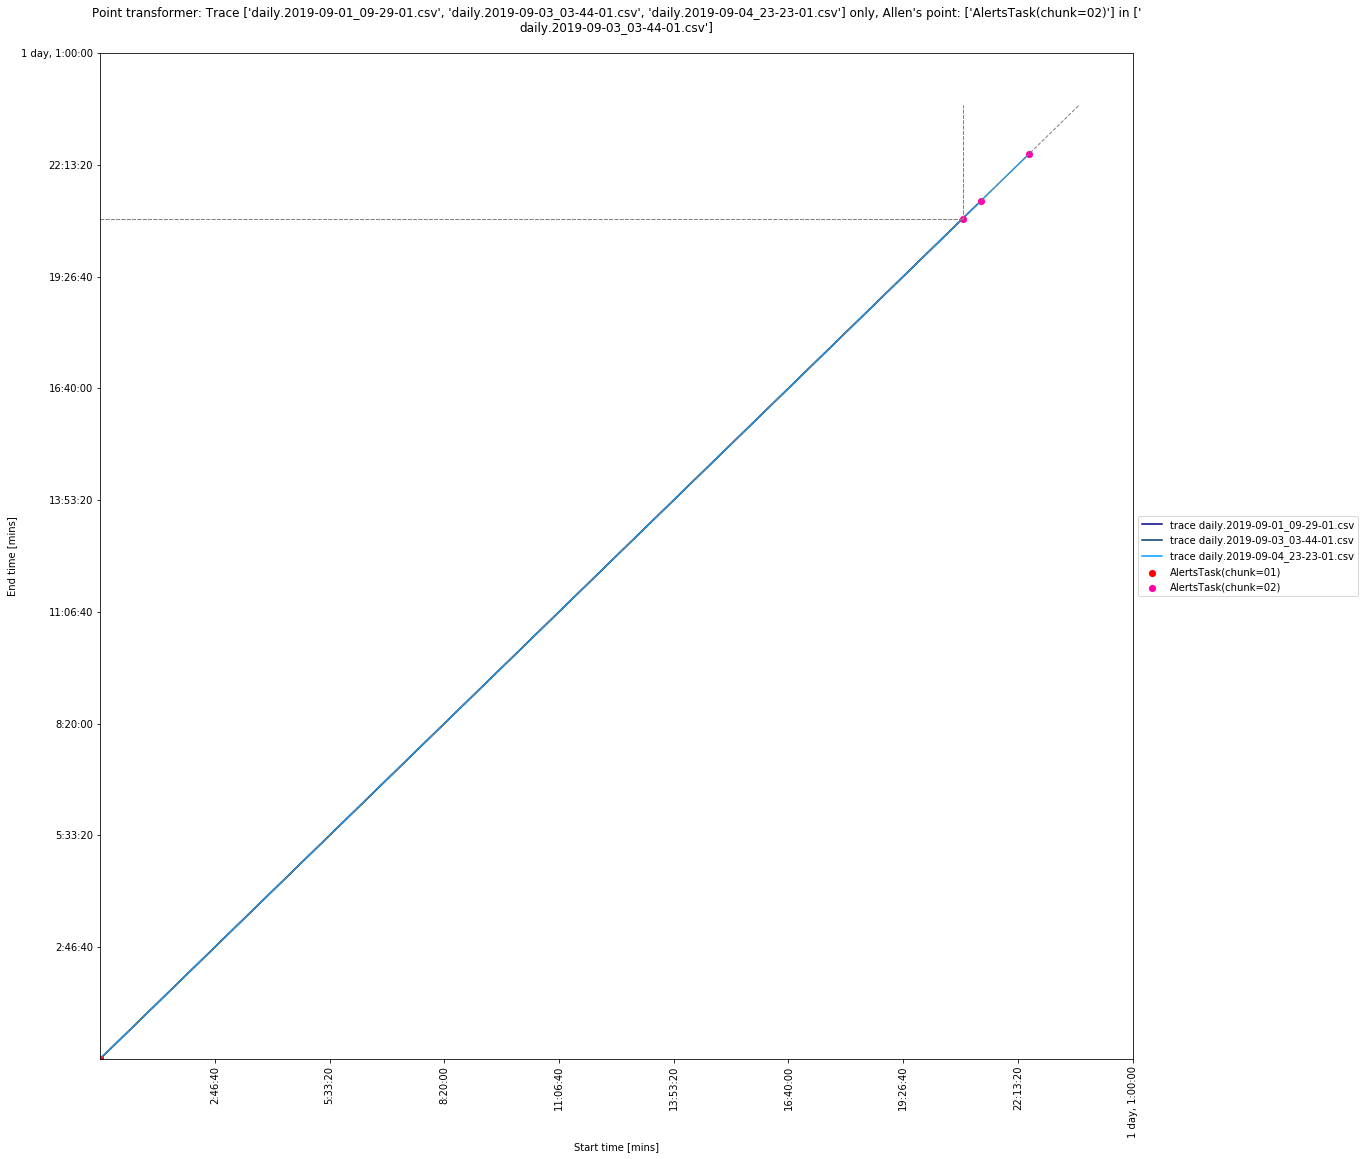 Point transformer: Trace ['daily.2019-09-01_09-29-01.csv', 'daily.2019-09-03_03-44-01.csv', 'daily.2019-09-04_23-23-01.csv'] only, Allen's point: ['AlertsTask(chunk=02)'] in ['
daily.2019-09-03_03-44-01.csv']
1 day, 1:00:00
22:13:20
19:26:40
16:40:00
13:53:20
11:06:40
8:20:00
5:33:20
2:46:40
End time [mins]
trace daily.2019-09-01_09-29-01.csv
trace daily.2019-09-03_03-44-01.csv
trace daily.2019-09-04_23-23-01.csv
AlertsTask(chunk=01)
AlertsTask(chunk=02)
2:46:40
5:33:20
8:20:00
11:06:40
13:53:20
16:40:00
19:26:40
22:13:20
1 day, 1:00:00
Start time [mins]